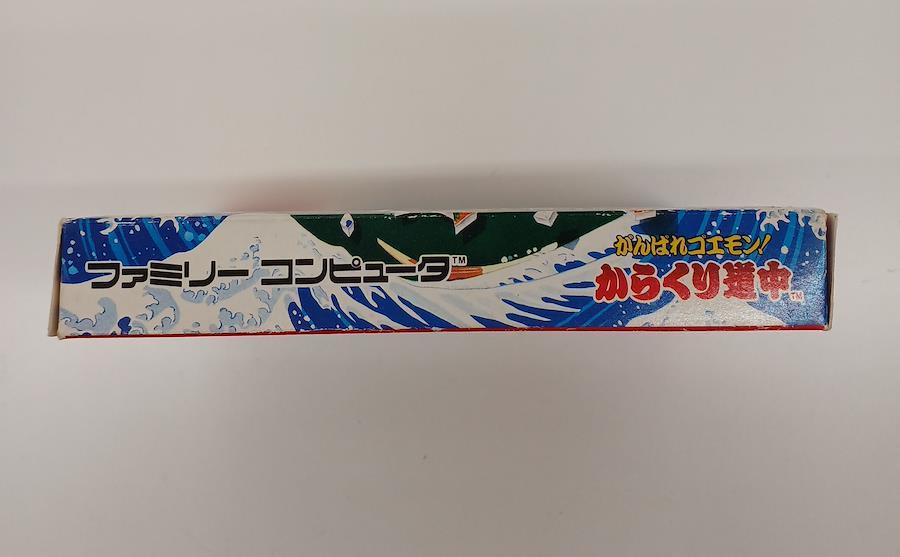 ファミリー コンピュータ™
がんばれゴエモン!
からくり道中™